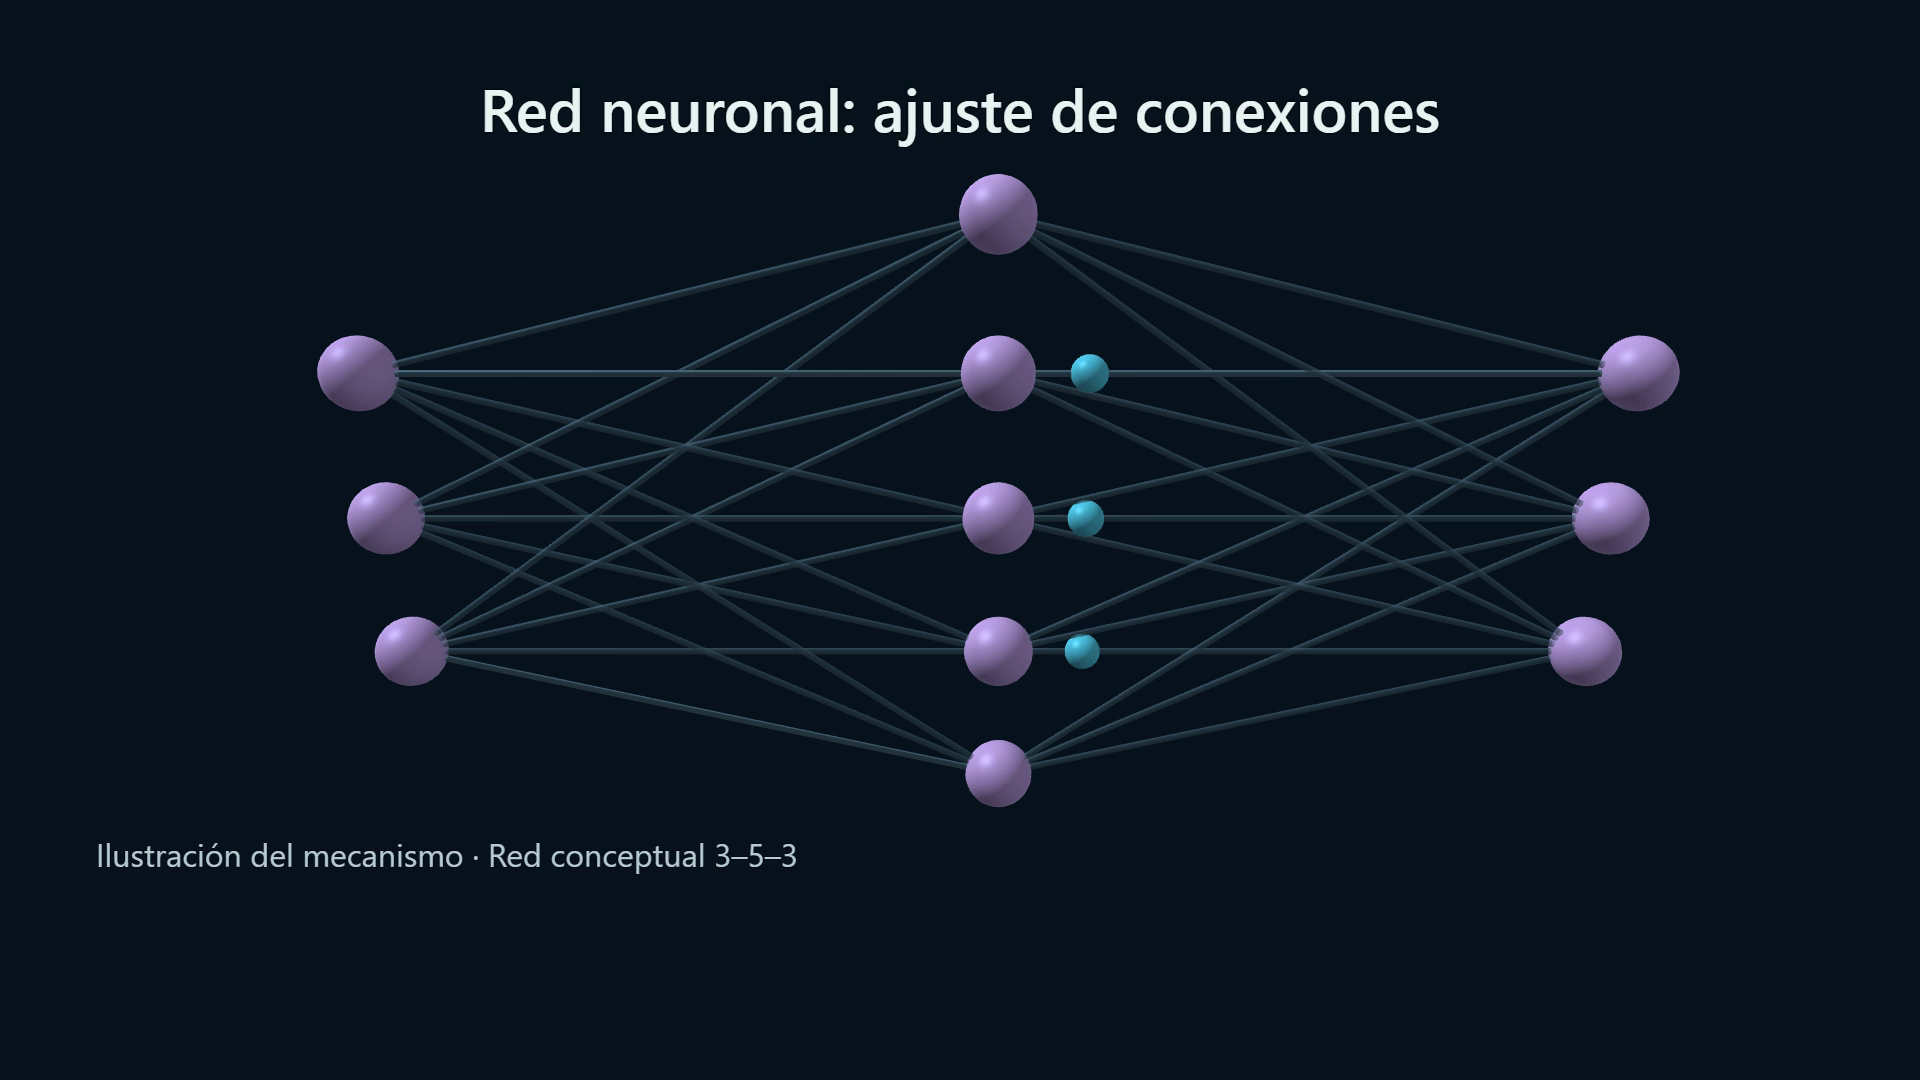 Red neuronal: ajuste de conexiones
Ilustración del mecanismo · Red conceptual 3–5–3